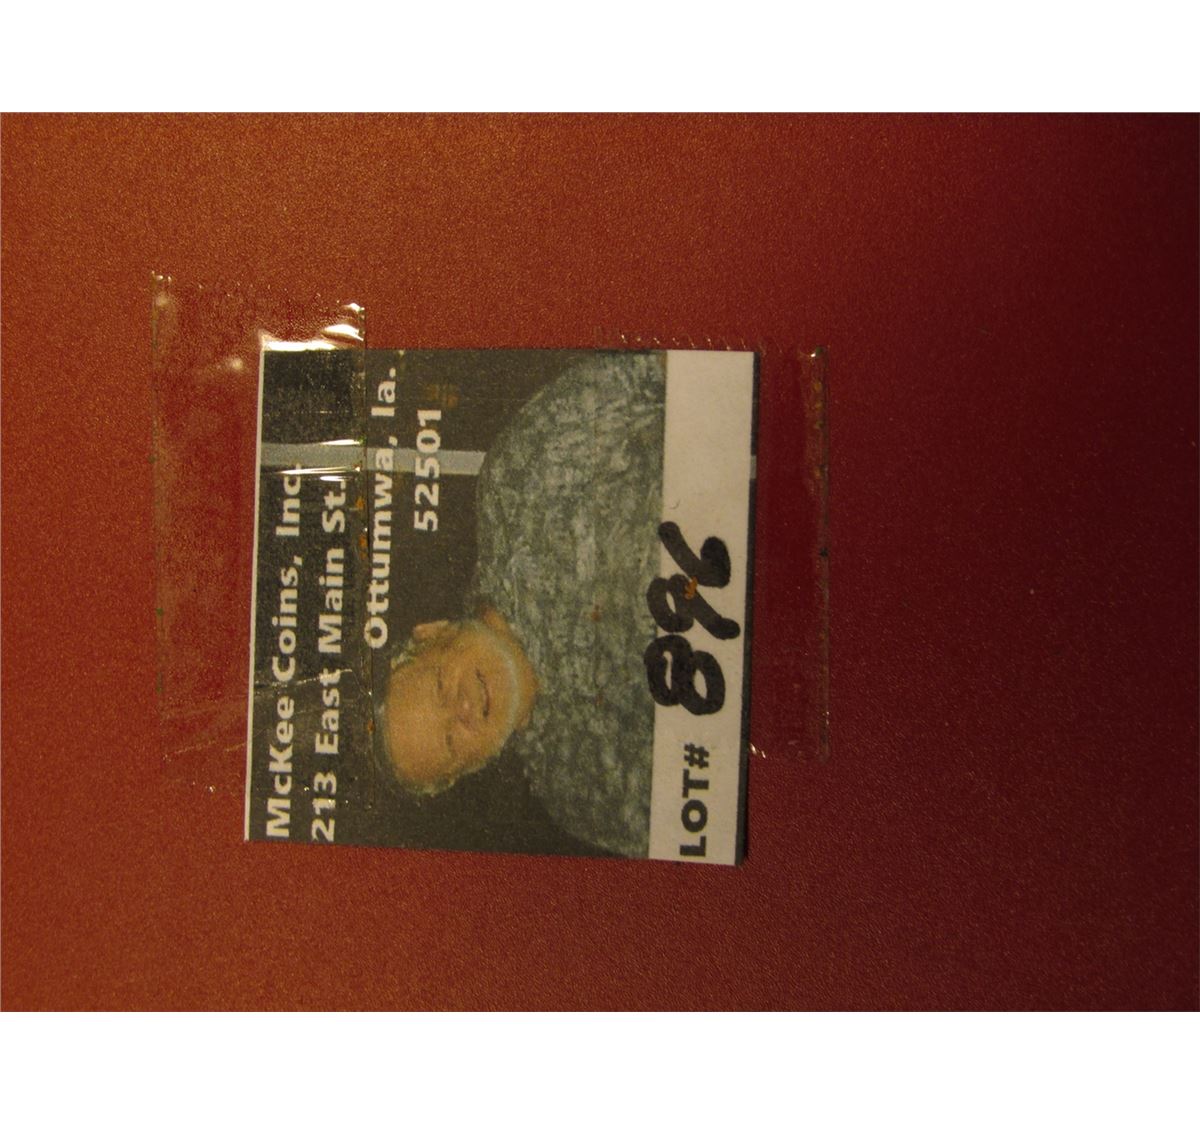 McKee Coins, Inc.
213 East Main St.
Ottumwa, Ia.
52501
LOT# 896